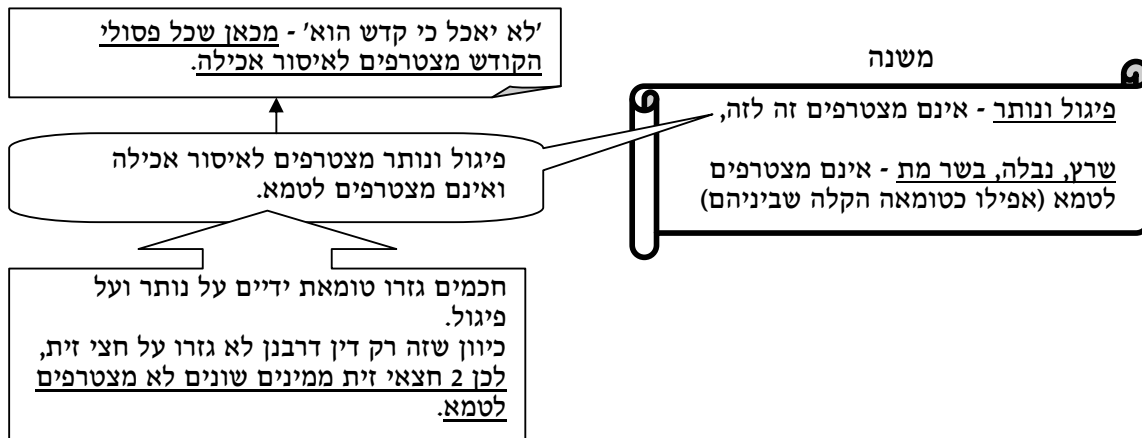 משנה
פיגול ונותר - אינם מצטרפים זה לזה,
שרץ, נבלה, בשר מת - אינם מצטרפים
לטמא (אפילו כטומאה הקלה שביניהם)
'לא יאכל כי קדש הוא' - מכאן שכל פסולי
הקודש מצטרפים לאיסור אכילה.
פיגול ונותר מצטרפים לאיסור אכילה
ואינם מצטרפים לטמא.
חכמים גזרו טומאת ידיים על נותר ועל
פיגול.
כיוון שזה רק דין דרבנן לא גזרו על חצי זית,
לכן 2 חצאי זית ממינים שונים לא מצטרפים
לטמא.